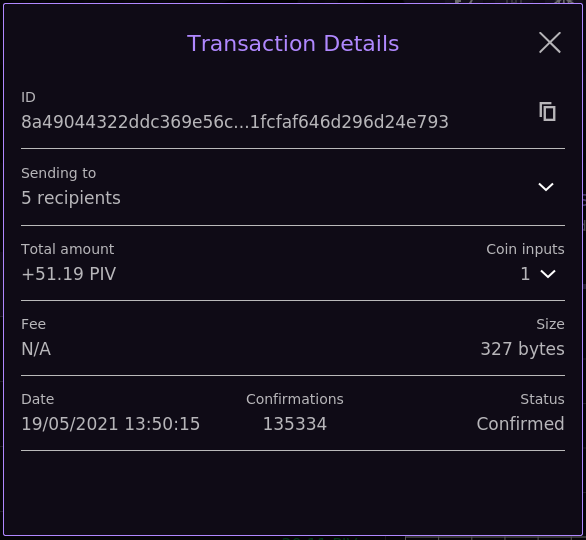 Transaction Details
ID
8a49044322ddc369e56c...1fcfaf646d296d24e793
Sending to
5 recipients
Total amount Coin inputs
+51.19 PIV 1
Fee Size
N/A 327 bytes
Date Confirmations Status
19/05/2021 13:50:15 135334 Confirmed